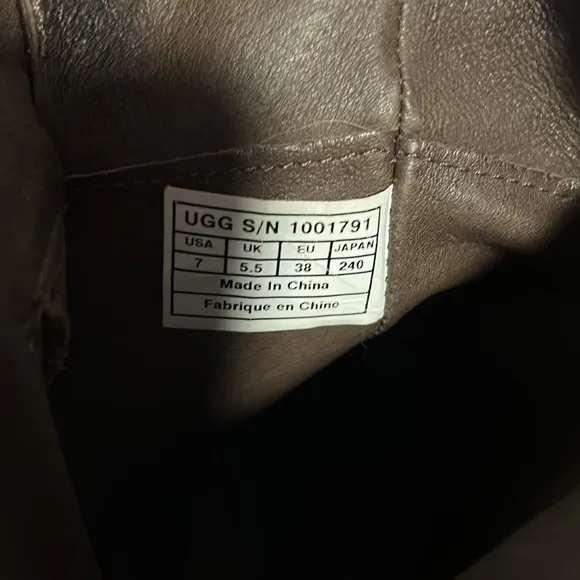 UGG S/N 1001791
USA UK EU JAPAN
7 5.5 38 240
Made In China
Fabrique en Chine